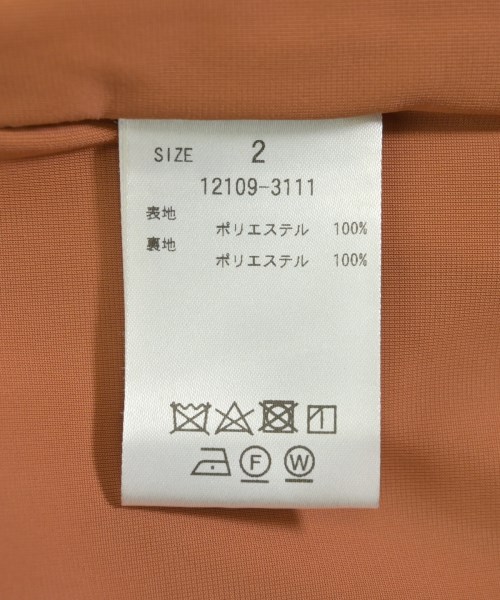 SIZE 2
12109-3111
表地
ポリエステル 100%
裏地
ポリエステル 100%
F W